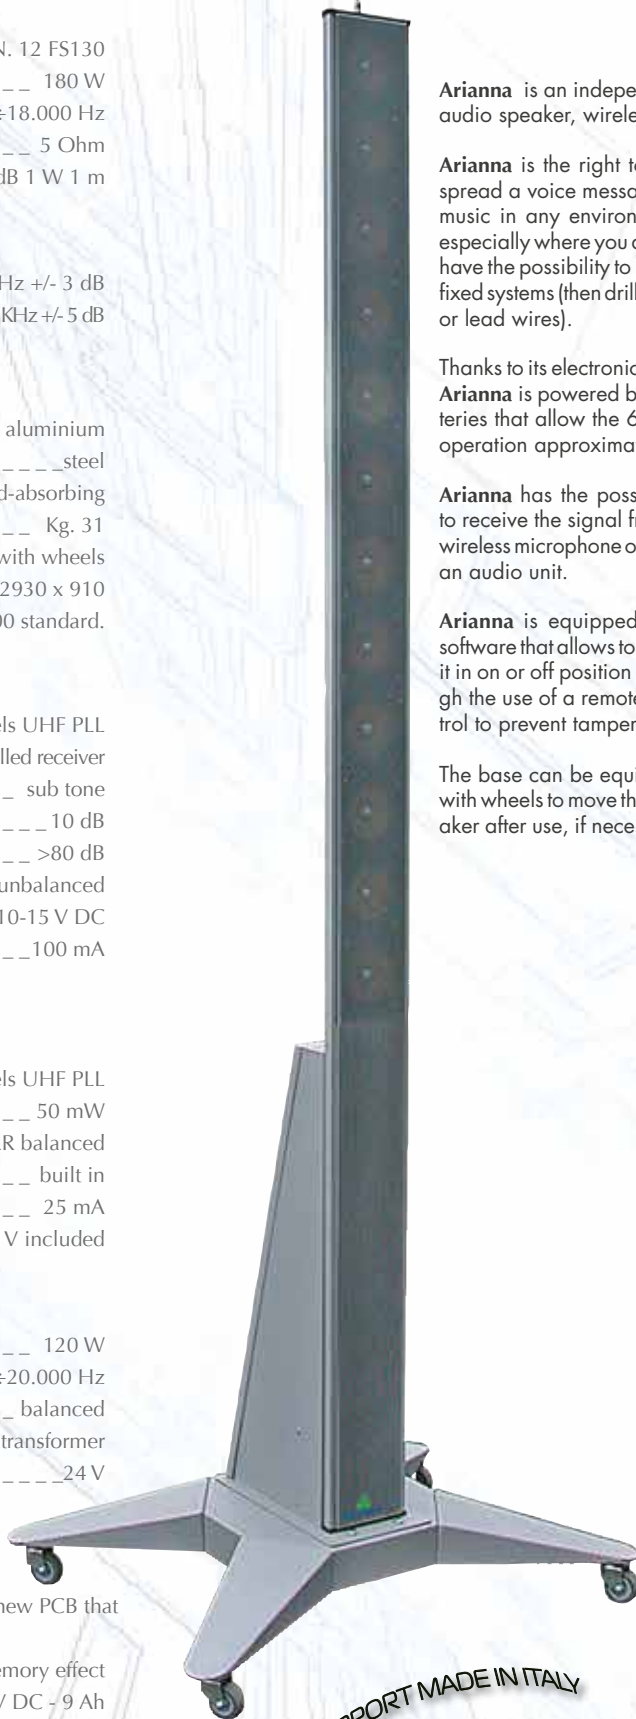 N. 12 FS130
_ _ 180 W
÷18.000 Hz
_ _ 5 Ohm
dB 1 W 1 m
Hz +/- 3 dB
KHz +/- 5 dB
aluminium
_ _ _ _steel
d-absorbing
_ _ Kg. 31
with wheels
2930 x 910
00 standard.
els UHF PLL
lled receiver
_ sub tone
_ _ _ 10 dB
_ _ >80 dB
unbalanced
10-15 V DC
_ _100 mA
els UHF PLL
_ _ 50 mW
R balanced
_ _ built in
_ _ 25 mA
V included
_ _ 120 W
÷20.000 Hz
_ balanced
transformer
_ _ _ _24 V
new PCB that
emory effect
V DC - 9 Ah
Arianna is an indepe
audio speaker, wirele
Arianna is the right to
spread a voice messa
music in any environ
especially where you d
have the possibility to
fixed systems (then drill
or lead wires).
Thanks to its electronic
Arianna is powered b
teries that allow the 6
operation approximat
Arianna has the poss
to receive the signal fr
wireless microphone o
an audio unit.
Arianna is equipped
software that allows to
it in on or off position
gh the use of a remote
trol to prevent tamper
The base can be equi
with wheels to move th
aker after use, if nece
PORT MADE IN ITALY